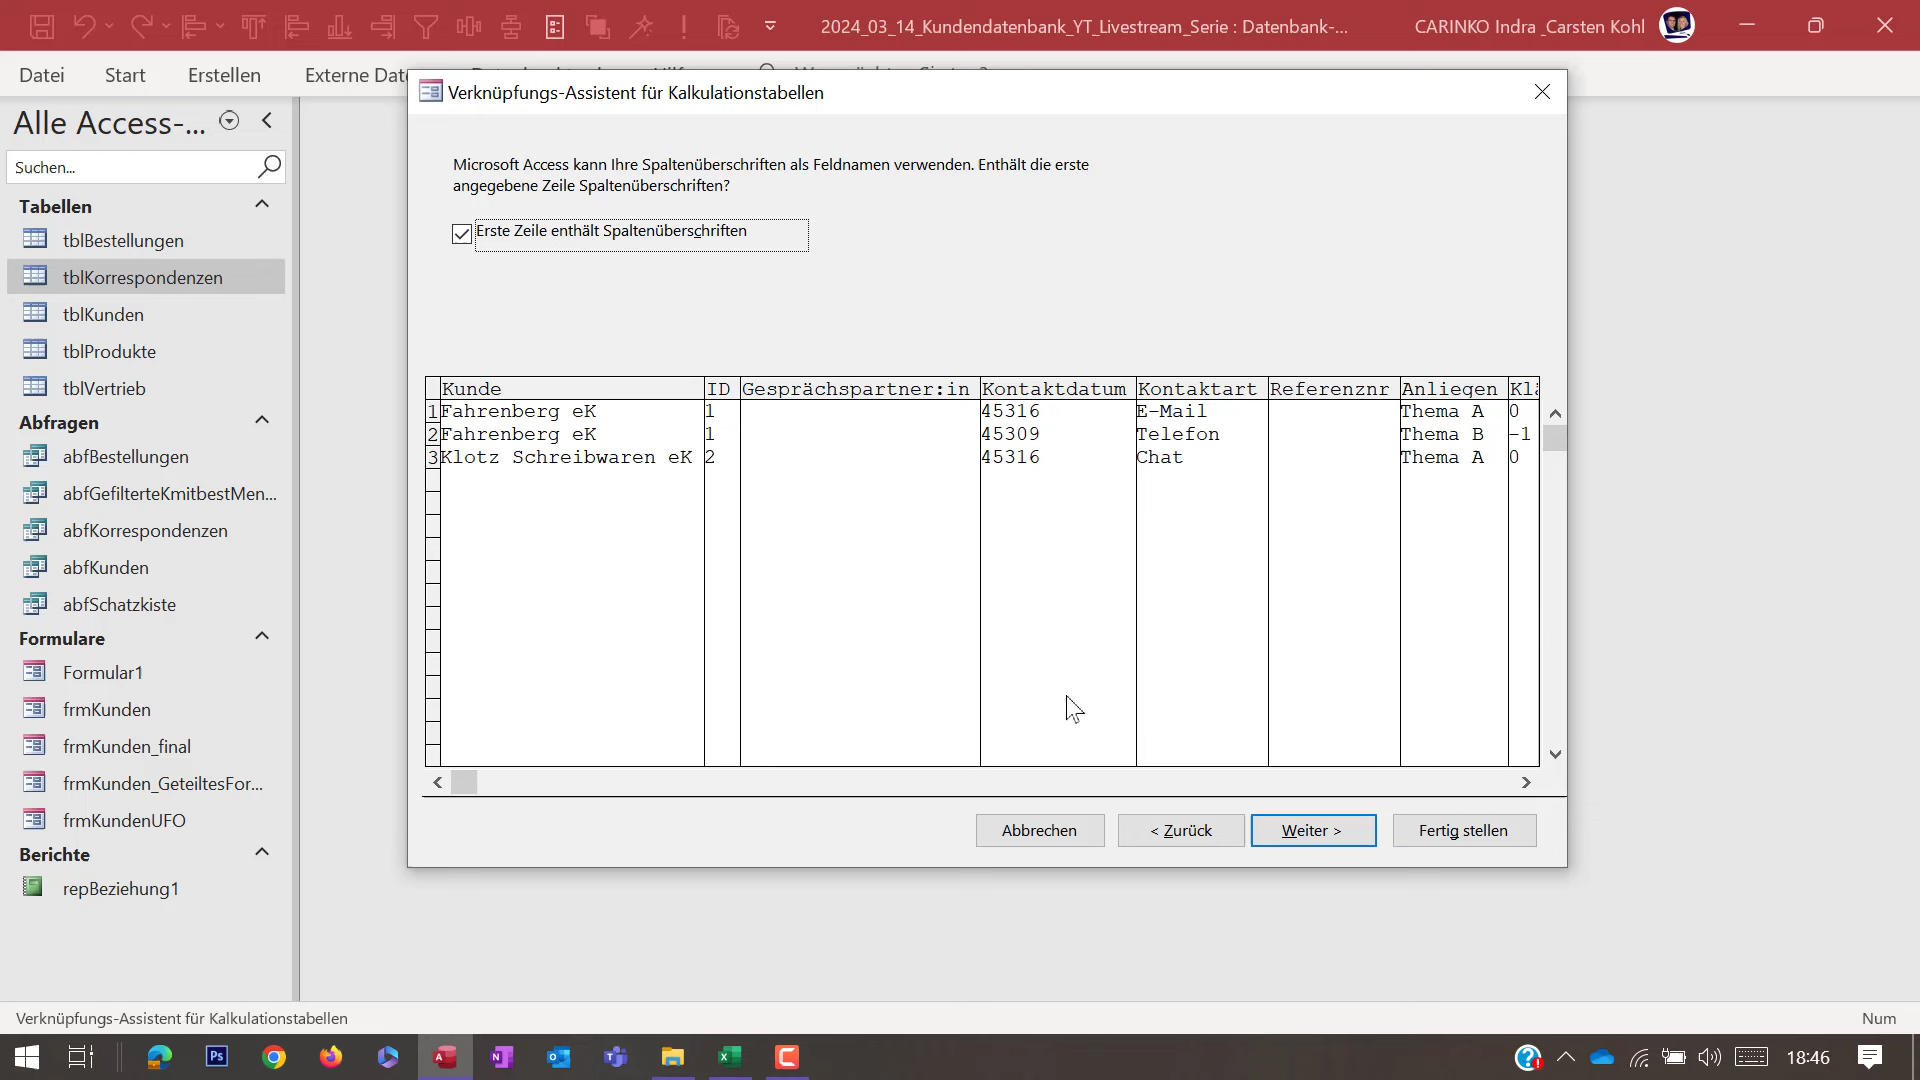 2024_03_14_Kundendatenbank_YT_Livestream_Serie : Datenbank-...
CARINKO Indra _Carsten Kohl
Datei
Start
Erstellen
Externe Dat
Verknüpfungs-Assistent für Kalkulationstabellen
Microsoft Access kann Ihre Spaltenüberschriften als Feldnamen verwenden. Enthält die erste
angegebene Zeile Spaltenüberschriften?
Erste Zeile enthält Spaltenüberschriften
Kunde ID Gesprächspartner:in Kontaktdatum Kontaktart Referenznr Anliegen Klä
1 Fahrenberg eK 1 45316 E-Mail Thema A 0
2 Fahrenberg eK 1 45309 Telefon Thema B -1
3 Klotz Schreibwaren eK 2 45316 Chat Thema A 0
Abbrechen
< Zurück
Weiter >
Fertig stellen
Alle Access-...
Suchen...
Tabellen
tblBestellungen
tblKorrespondenzen
tblKunden
tblProdukte
tblVertrieb
Abfragen
abfBestellungen
abfGefilterteKmitbestMen...
abfKorrespondenzen
abfKunden
abfSchatzkiste
Formulare
Formular1
frmKunden
frmKunden_final
frmKunden_GeteiltesFor...
frmKundenUFO
Berichte
repBeziehung1
Verknüpfungs-Assistent für Kalkulationstabellen
Num
18:46